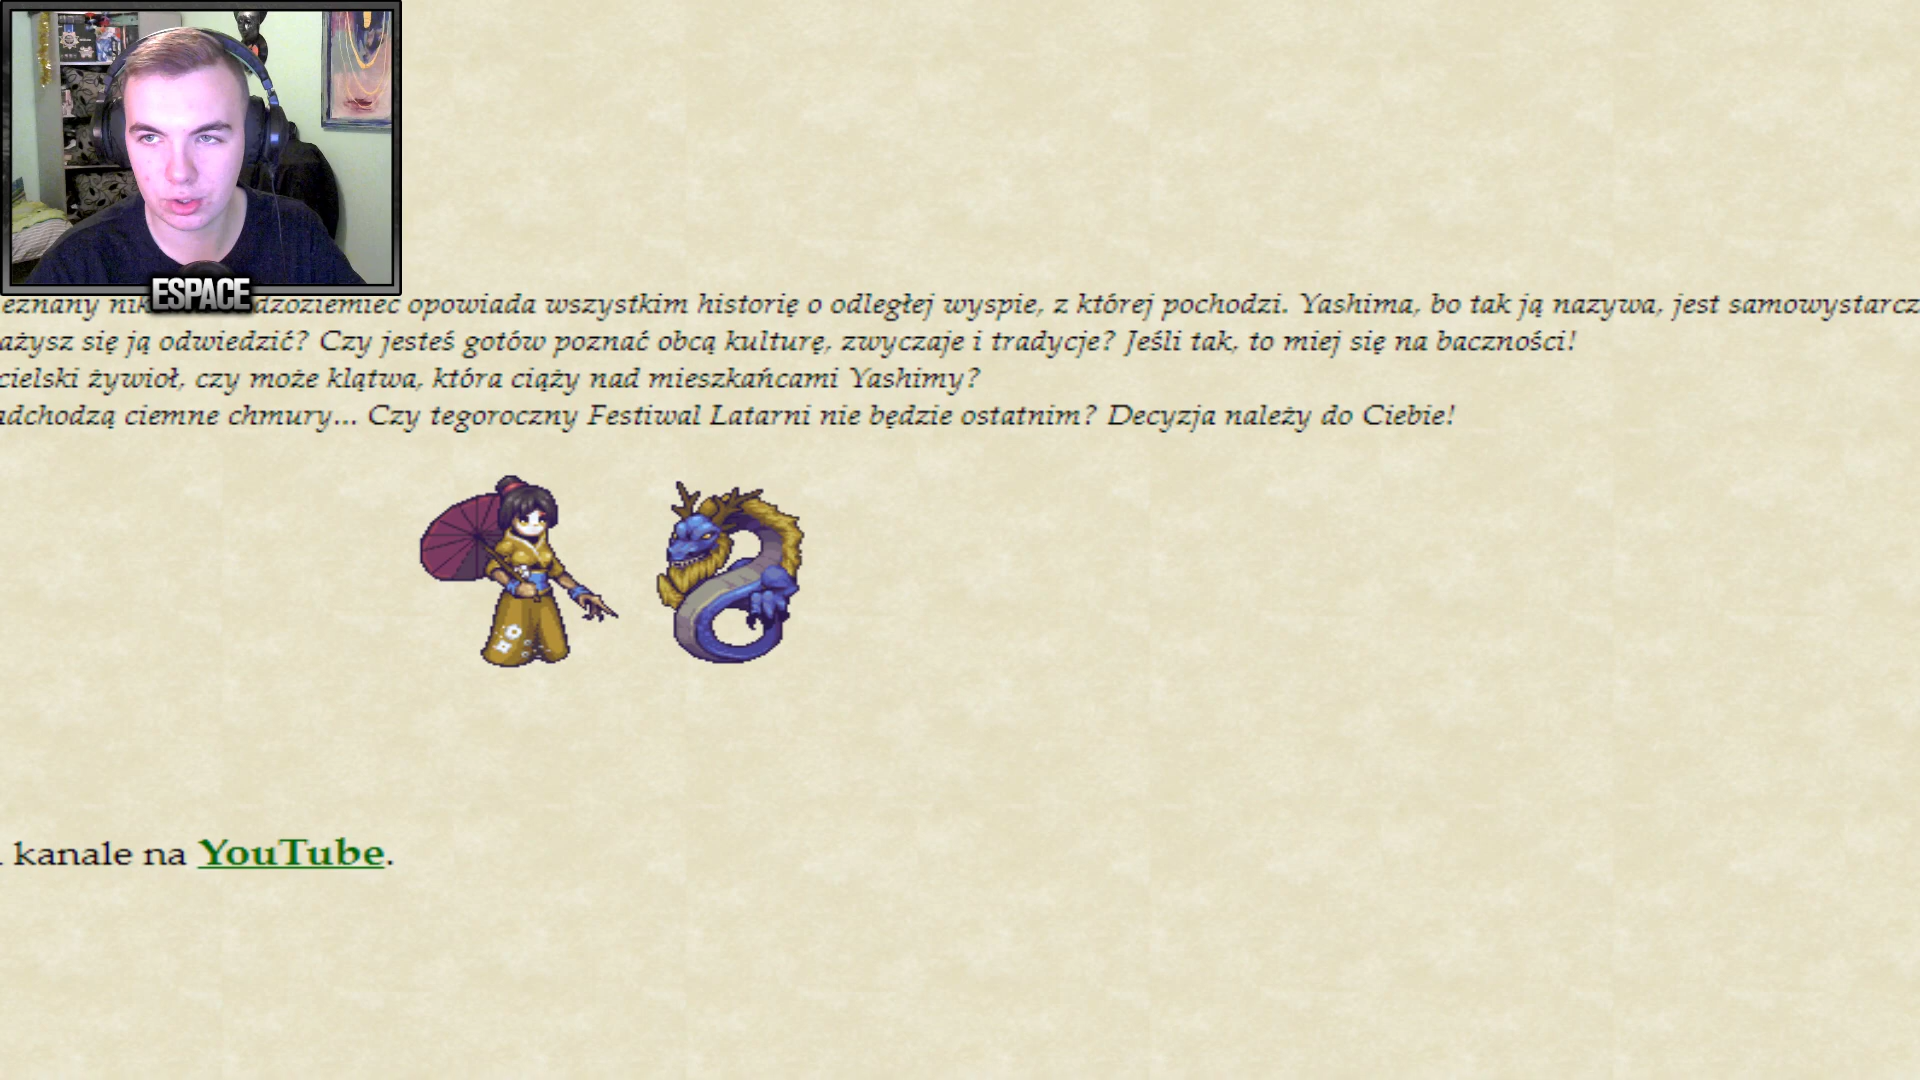 ESPACE
eznany opowiada wszystkim historię o odległej wyspie, z której pochodzi. Yashima, bo tak ją nazywa, jest samowystarcz
ażysz się ją odwiedzić? Czy jesteś gotów poznać obcą kulturę, zwyczaje i tradycje? Jeśli tak, to miej się na baczności!
cielski żywioł, czy może klątwa, która ciąży nad mieszkańcami Yashimy?
adchodzą ciemne chmury... Czy tegoroczny Festiwal Latarni nie będzie ostatnim? Decyzja należy do Ciebie!
kanale na YouTube.